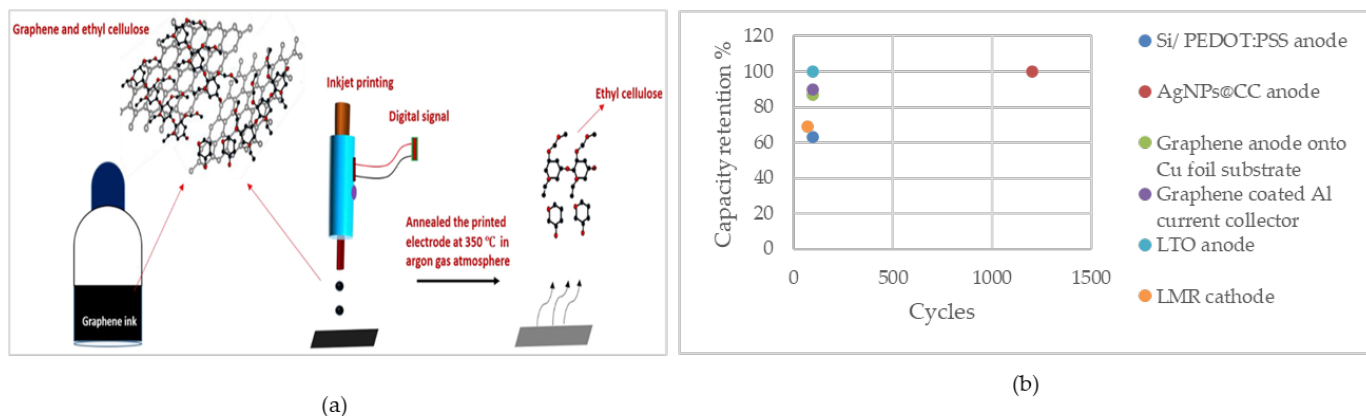 Graphene and ethyl cellulose
Inkjet printing
Digital signal
Ethyl cellulose
Annealed the printed
electrode at 350 ℃ in
argon gas atmosphere
Graphene ink
(a)
Capacity retention %
120
100
80
60
40
20
0
0
500
1000
1500
Cycles
Si/ PEDOT:PSS anode
AgNPs@CC anode
Graphene anode onto
Cu foil substrate
Graphene coated Al
current collector
LTO anode
LMR cathode
(b)